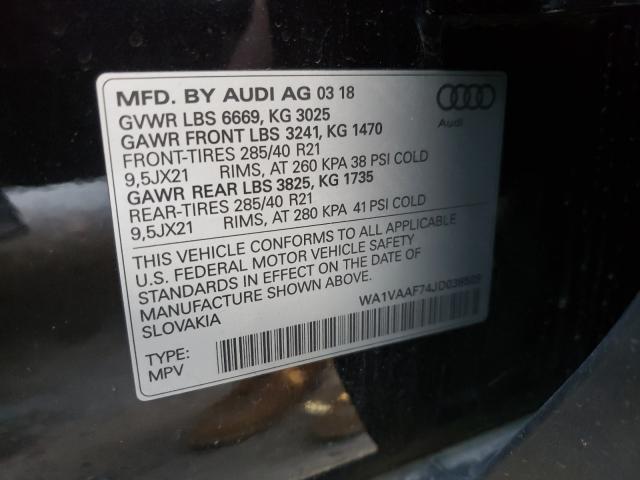 MFD. BY AUDI AG 03 18
Audi
GVWR LBS 6669, KG 3025
GAWR FRONT LBS 3241, KG 1470
FRONT-TIRES 285/40 R21
9,5JX21 RIMS, AT 260 KPA 38 PSI COLD
GAWR REAR LBS 3825, KG 1735
REAR-TIRES 285/40 R21
9,5JX21 RIMS, AT 280 KPA 41 PSI COLD
THIS VEHICLE CONFORMS TO ALL APPLICABLE
U.S. FEDERAL MOTOR VEHICLE SAFETY
STANDARDS IN EFFECT ON THE DATE OF
MANUFACTURE SHOWN ABOVE.
SLOVAKIA
TYPE:
MPV